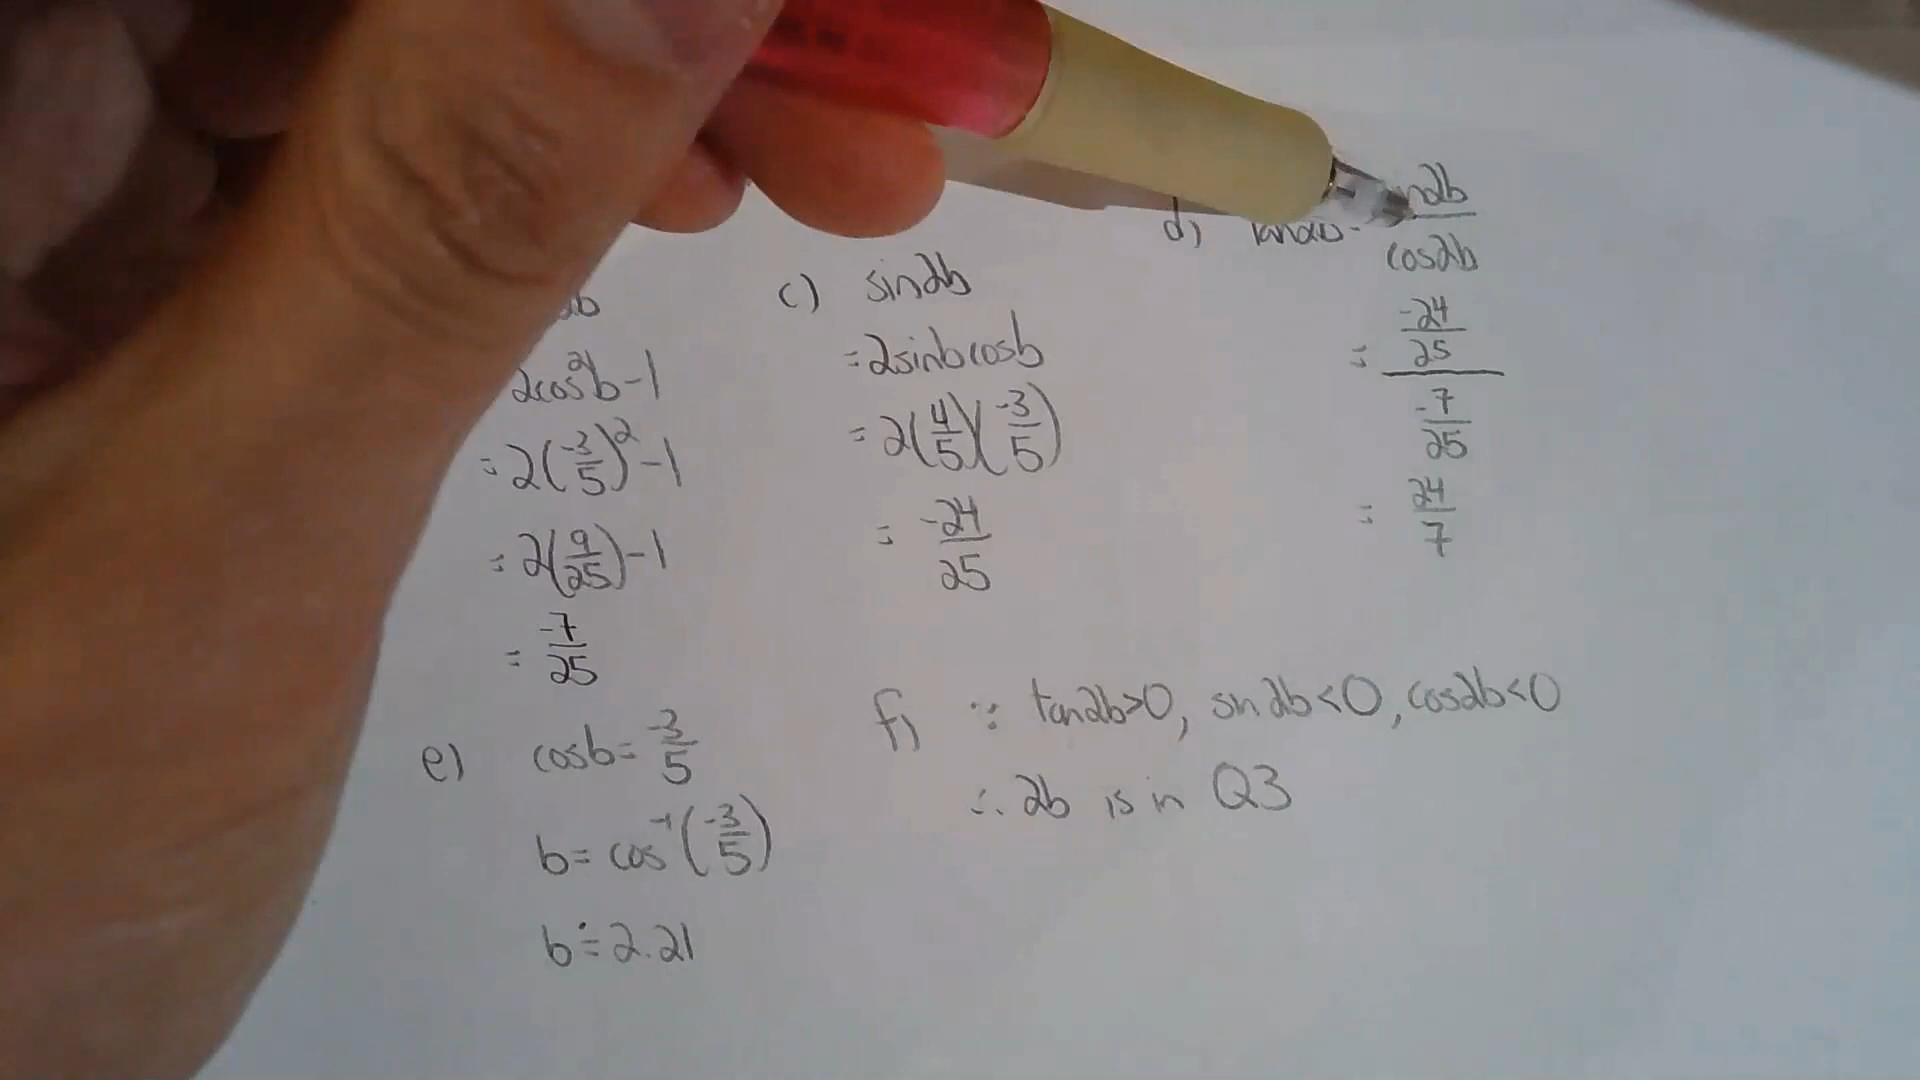 2b
2cos²b-1
=2(-3/5)²-1
=2(9/25)-1
=-7/25
c) sin2b
=2sinbcosb
=2(4/5)(-3/5)
=-24/25
d) tan2b=
n2b/cos2b
=(-24/25)/(-7/25)
=24/7
e) cosb=-3/5
b=cos⁻¹(-3/5)
b≐2.21
f) ∵ tan2b>0, sin2b<0, cos2b<0
∴ 2b is in Q3